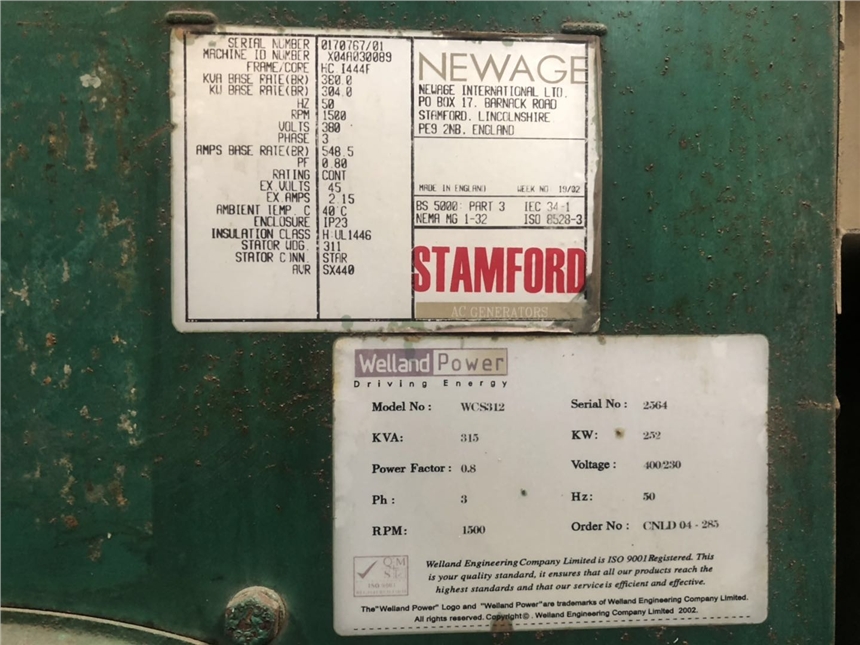 SERIAL NUMBER 0170767/01
MACHINE ID NUMBER X04A030089
FRAME/CORE HC I444F
KVA BASE RATE(BR) 380.0
KW BASE RATE(BR) 304.0
HZ 50
RPM 1500
VOLTS 380
PHASE 3
AMPS BASE RATE(BR) 548.5
PF 0.80
RATING CONT
EX VOLTS 45
EX AMPS 2.15
AMBIENT TEMP. C 40°C
ENCLOSURE IP23
INSULATION CLASS H UL1446
STATOR WDG. 311
STATOR CINN. STAR
AVR SX440
NEWAGE
NEWAGE INTERNATIONAL LTD.
PO BOX 17. BARNACK ROAD
STAMFORD. LINCOLNSHIRE
PE9 2NB. ENGLAND
MADE IN ENGLAND WEEK NO 19/02
BS 5000 PART 3 IEC 34-1
NEMA MG 1-32 ISO 8528-3
STAMFORD
AC GENERATORS
Welland Power
Driving Energy
Model No : WCS312 Serial No : 2564
KVA: 315 KW: 252
Power Factor : 0.8 Voltage : 400/230
Ph : 3 Hz: 50
RPM: 1500 Order No : CNLD 04 - 285
Welland Engineering Company Limited is ISO 9001 Registered. This
is your quality standard, it ensures that all our products reach the
highest standards and that our service is efficient and effective.
The "Welland Power" Logo and "Welland Power" are trademarks of Welland Engineering Company Limited.
All rights reserved. Copyright © . Welland Engineering Company Limited 2002.